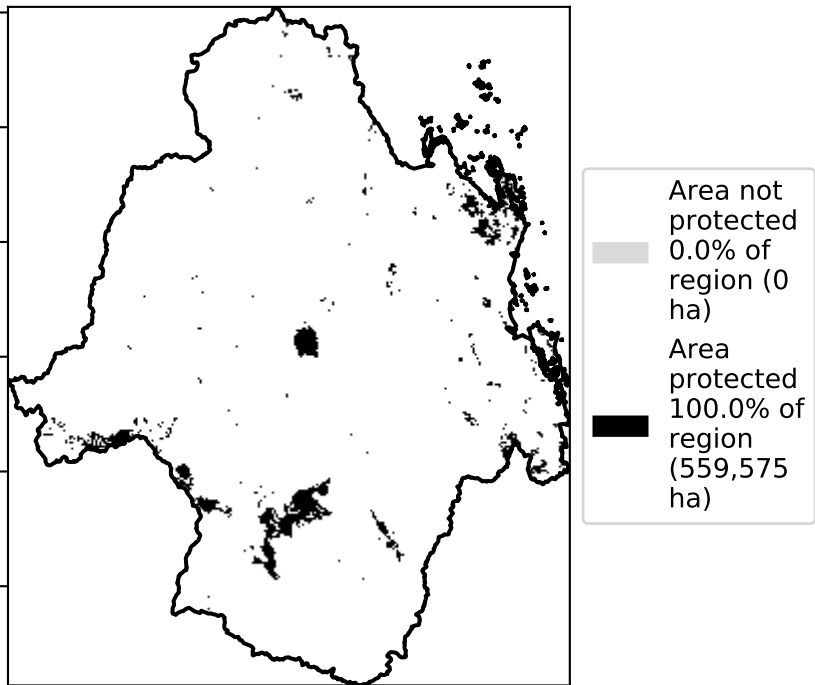 Area not
protected
0.0% of
region (0
ha)
Area
protected
100.0% of
region
(559,575
ha)